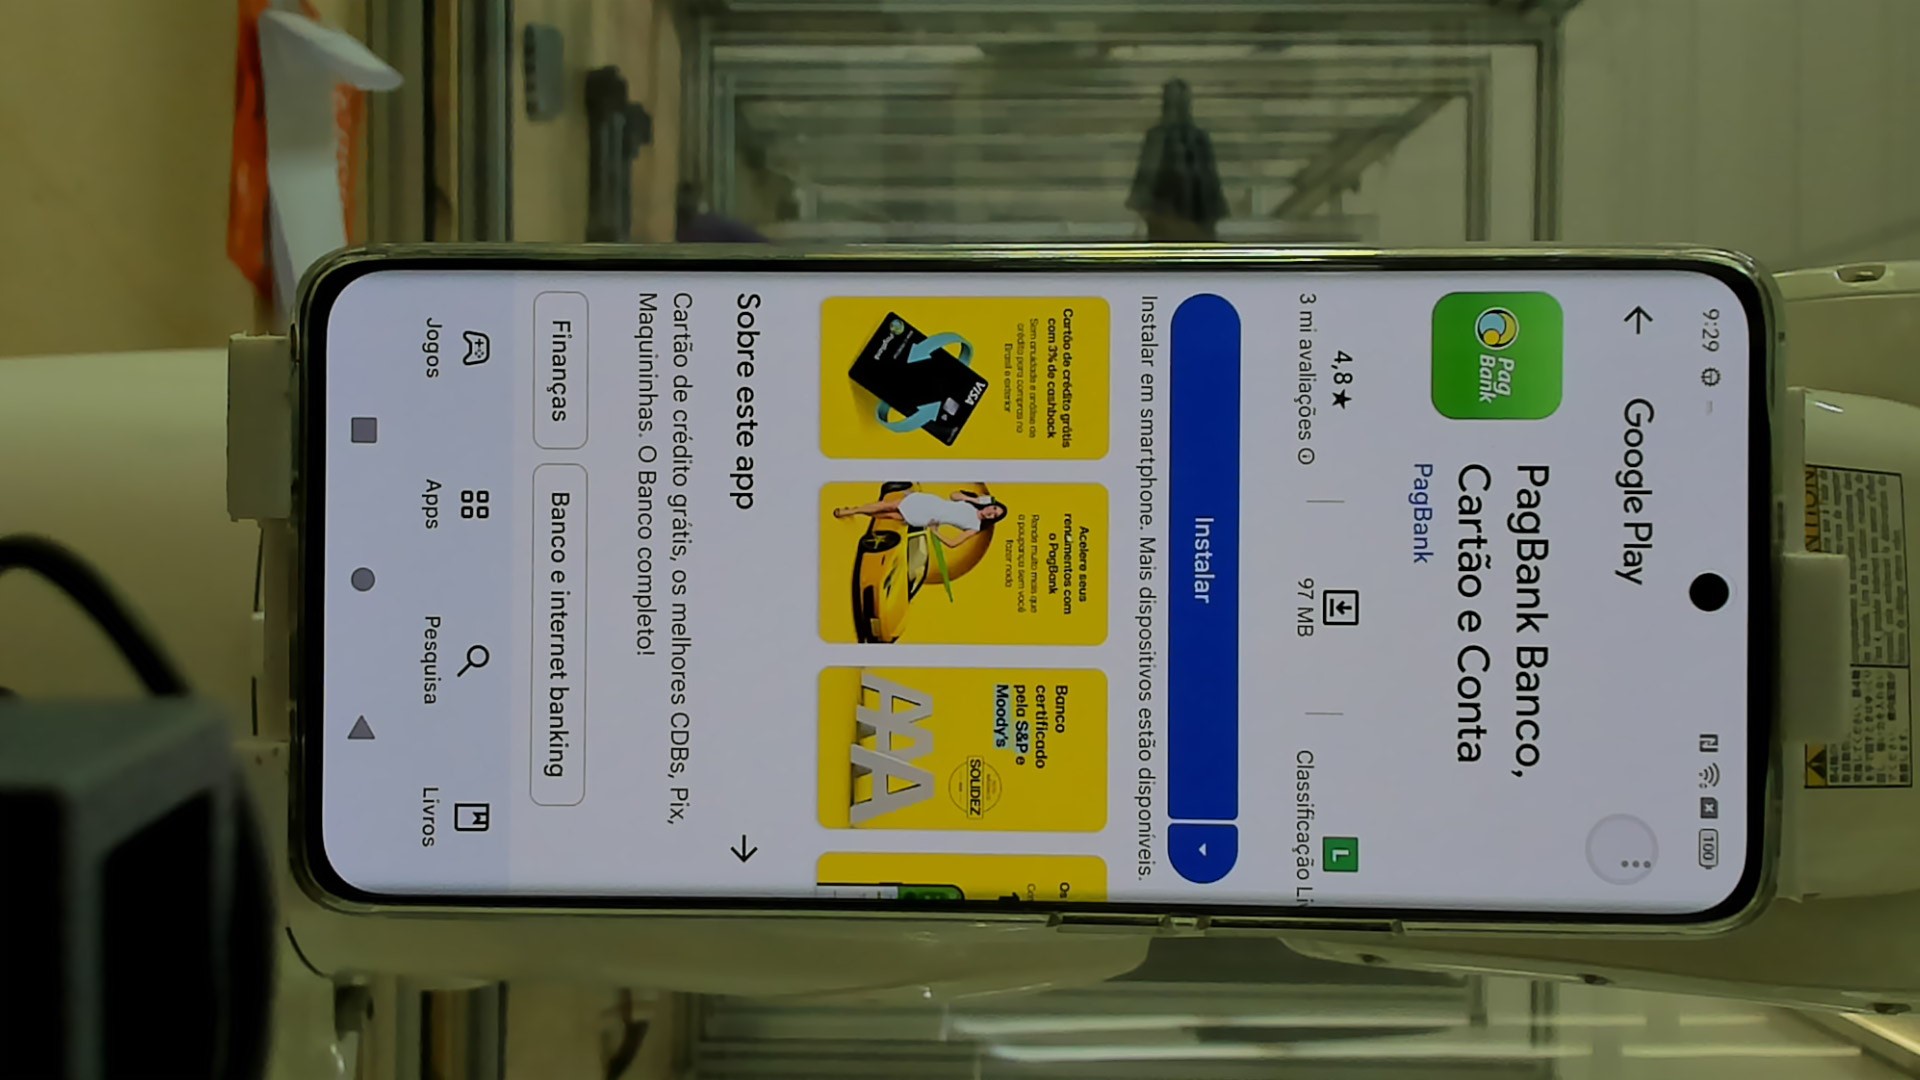 9:29
100
Google Play
Pag
Bank
PagBank Banco,
Cartão e Conta
PagBank
4,8★
3 mi avaliações
97 MB
L
Classificação Li
Instalar
Instalar em smartphone. Mais dispositivos estão disponíveis.
Cartão de crédito grátis
com 3% de cashback
Sem anuidade e análise de
crédito para compras no
Brasil e exterior
VISA
Acelere seus
rendimentos com
o PagBank
Rende muito mais que
a poupança sem você
fazer nada
Banco
certificado
pela S&P e
Moody's
SOLIDEZ
AAA
Os
Sobre este app
Cartão de crédito grátis, os melhores CDBs, Pix,
Maquininhas. O Banco completo!
Finanças
Banco e internet banking
Jogos
Apps
Pesquisa
Livros